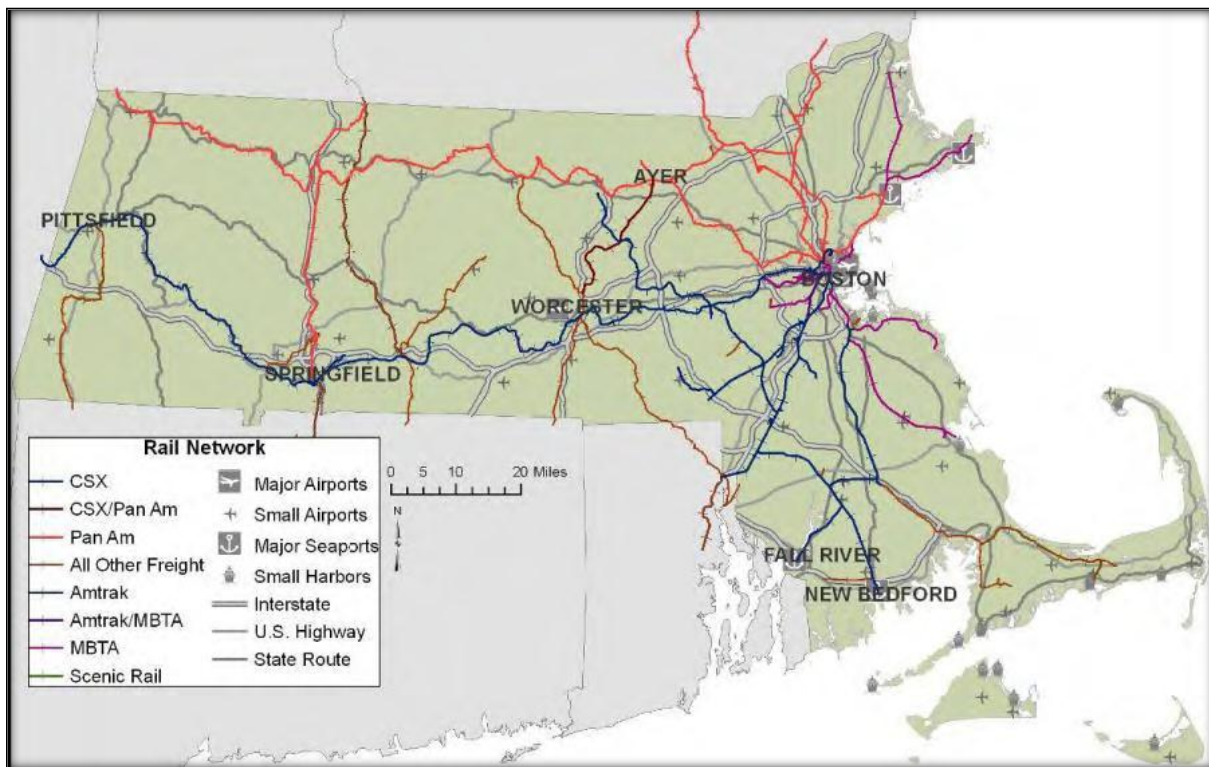 AYER
PITTSFIELD
BOSTON
WORCESTER
SPRINGFIELD
FALL RIVER
NEW BEDFORD
Rail Network
CSX
CSX/Pan Am
Pan Am
All Other Freight
Amtrak
Amtrak/MBTA
MBTA
Scenic Rail
Major Airports
Small Airports
Major Seaports
Small Harbors
Interstate
U.S. Highway
State Route
0 5 10 20 Miles
N